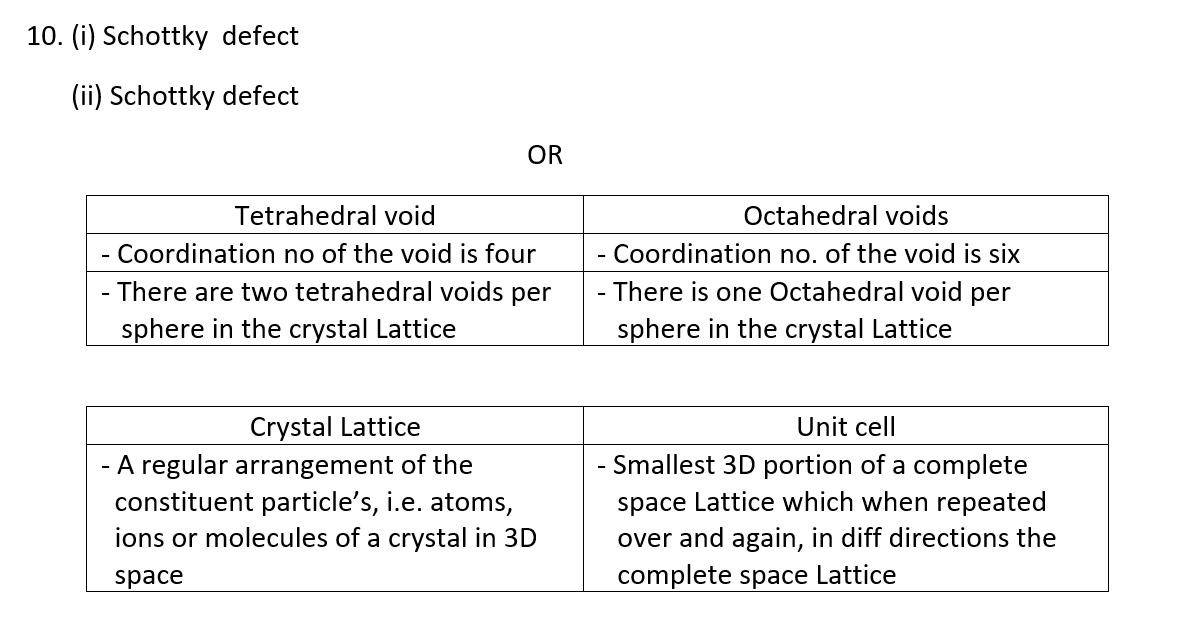 10. (i) Schottky defect
(ii) Schottky defect
OR
Tetrahedral void
Octahedral voids
- Coordination no of the void is four
- Coordination no. of the void is six
- There are two tetrahedral voids per
sphere in the crystal Lattice
- There is one Octahedral void per
sphere in the crystal Lattice
Crystal Lattice
Unit cell
- A regular arrangement of the
constituent particle’s, i.e. atoms,
ions or molecules of a crystal in 3D
space
- Smallest 3D portion of a complete
space Lattice which when repeated
over and again, in diff directions the
complete space Lattice